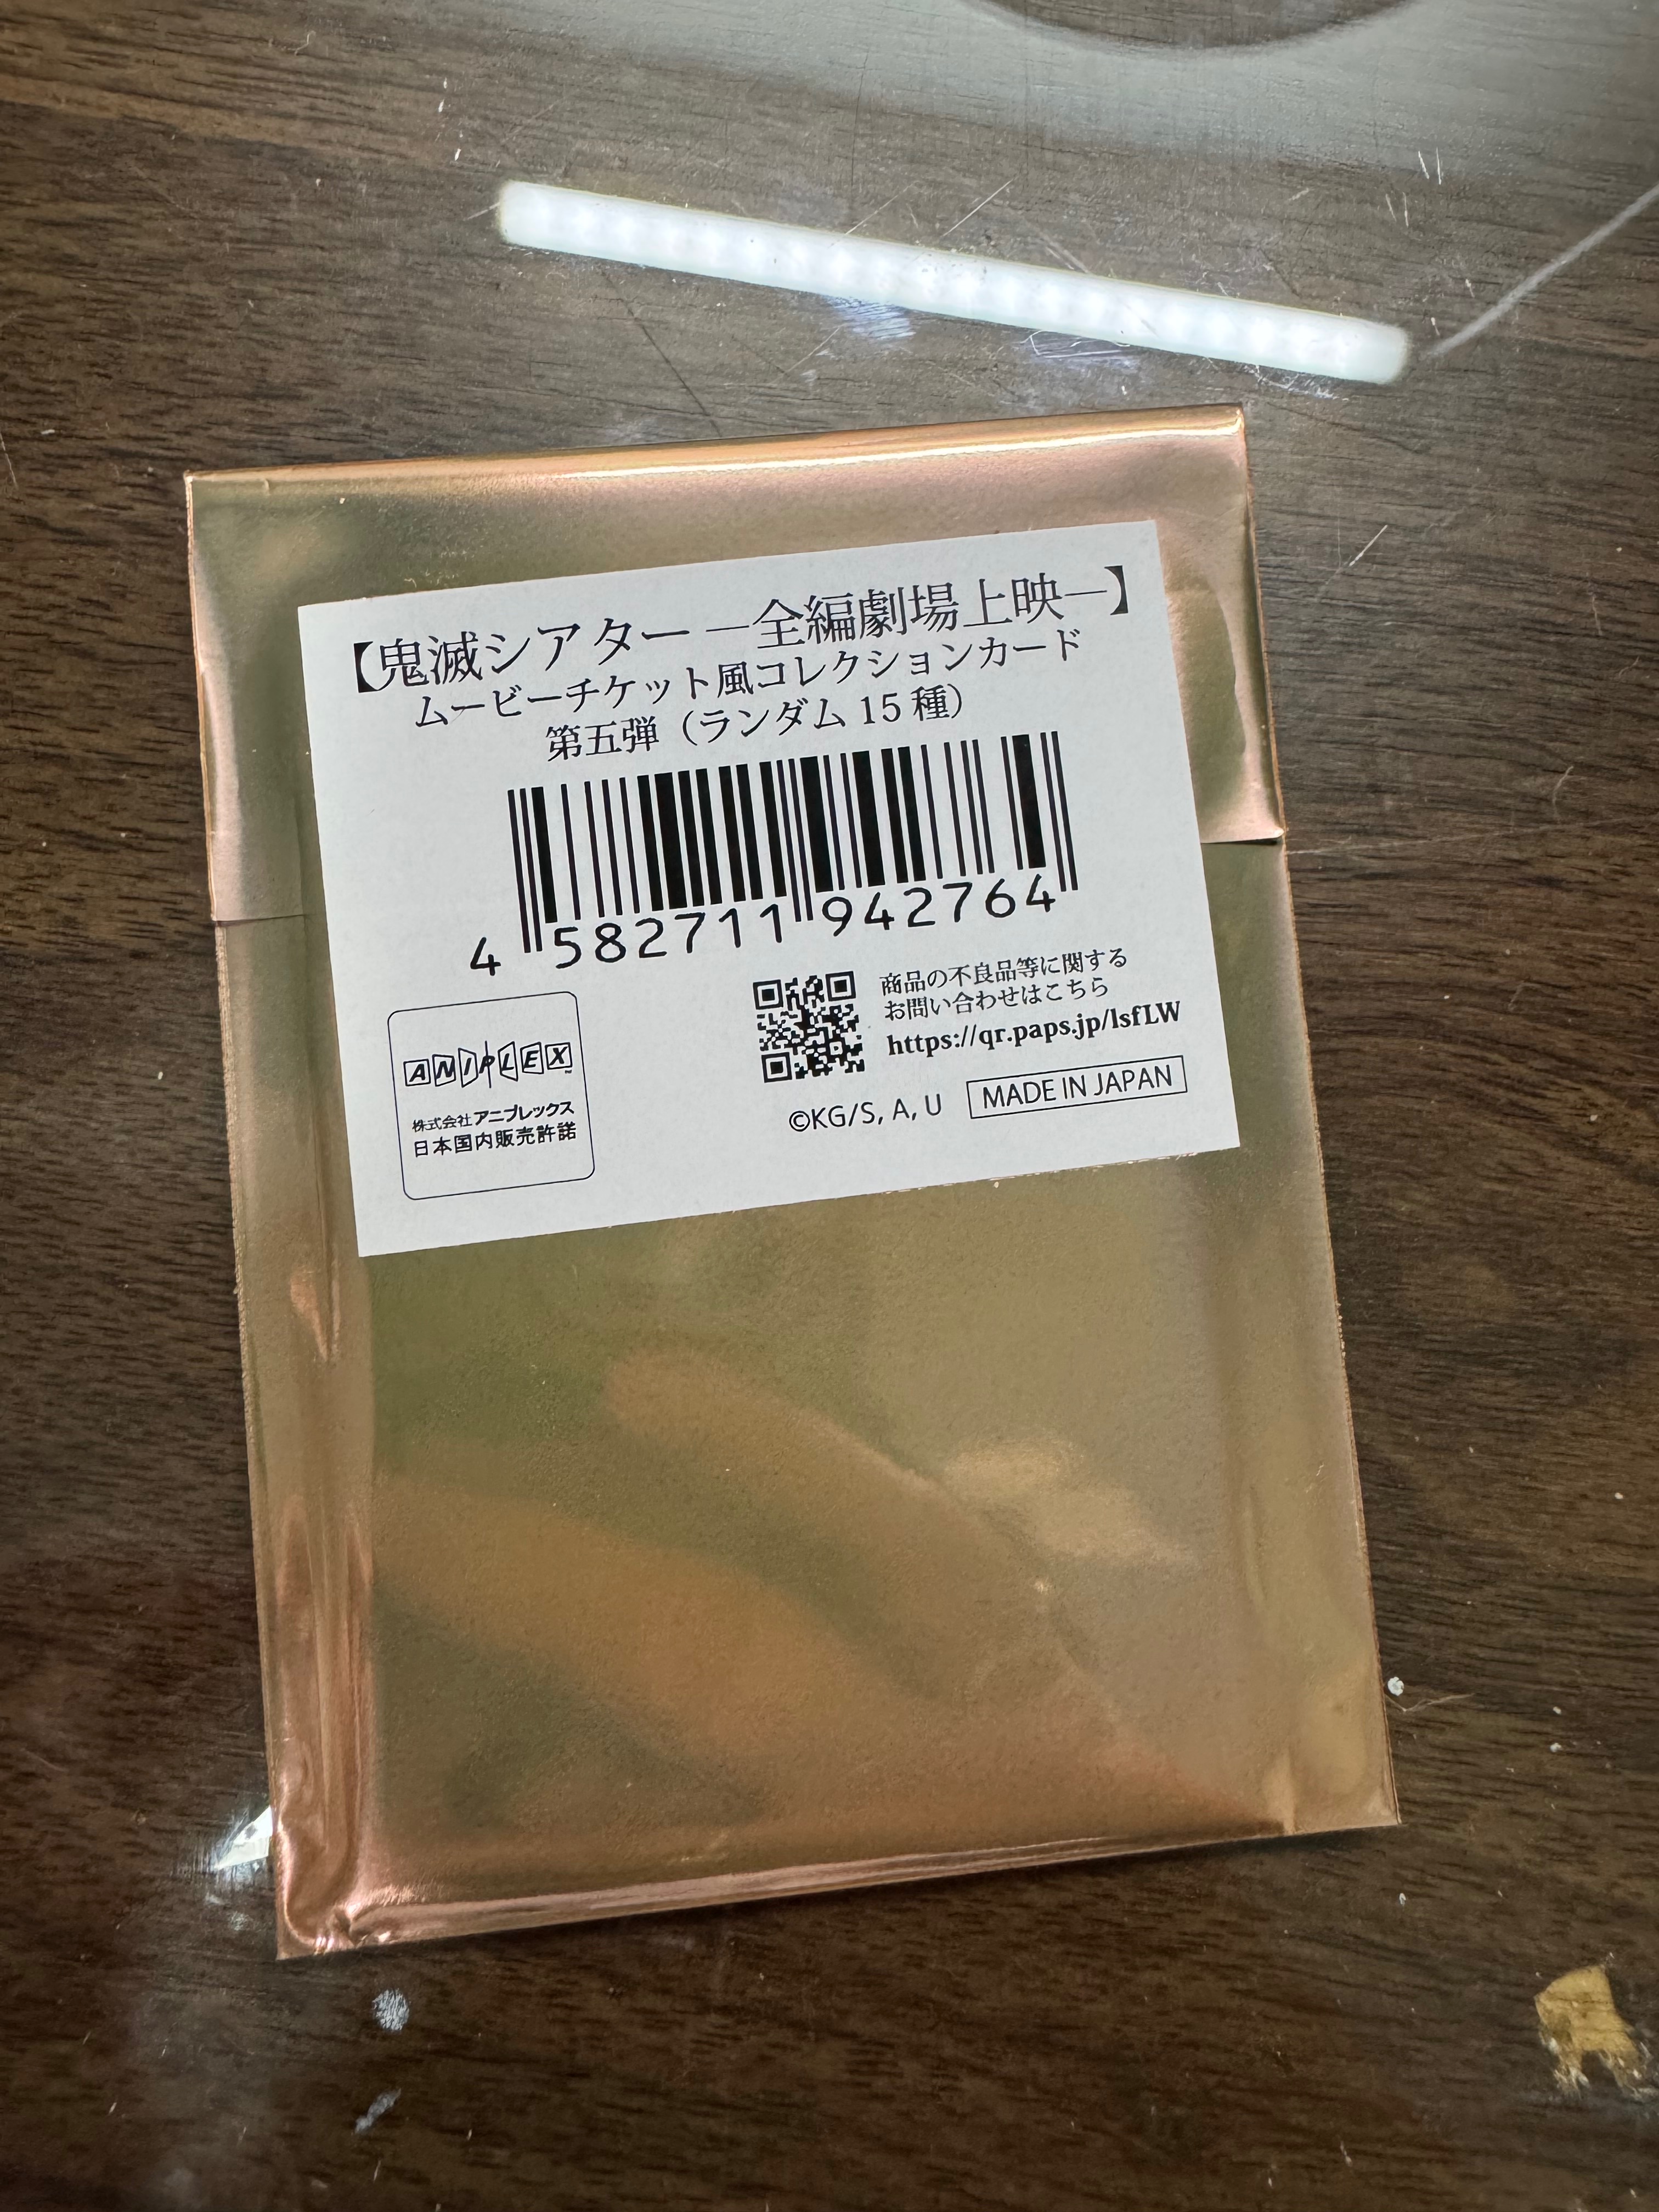 【鬼滅シアター ―全編劇場上映―】
ムービーチケット風コレクションカード
第五弾（ランダム15種）
4 582711 942764
商品の不良品等に関する
お問い合わせはこちら
https://qr.paps.jp/lsfLW
ANIPLEX™
株式会社アニプレックス
日本国内販売許諾
©KG/S, A, U
MADE IN JAPAN